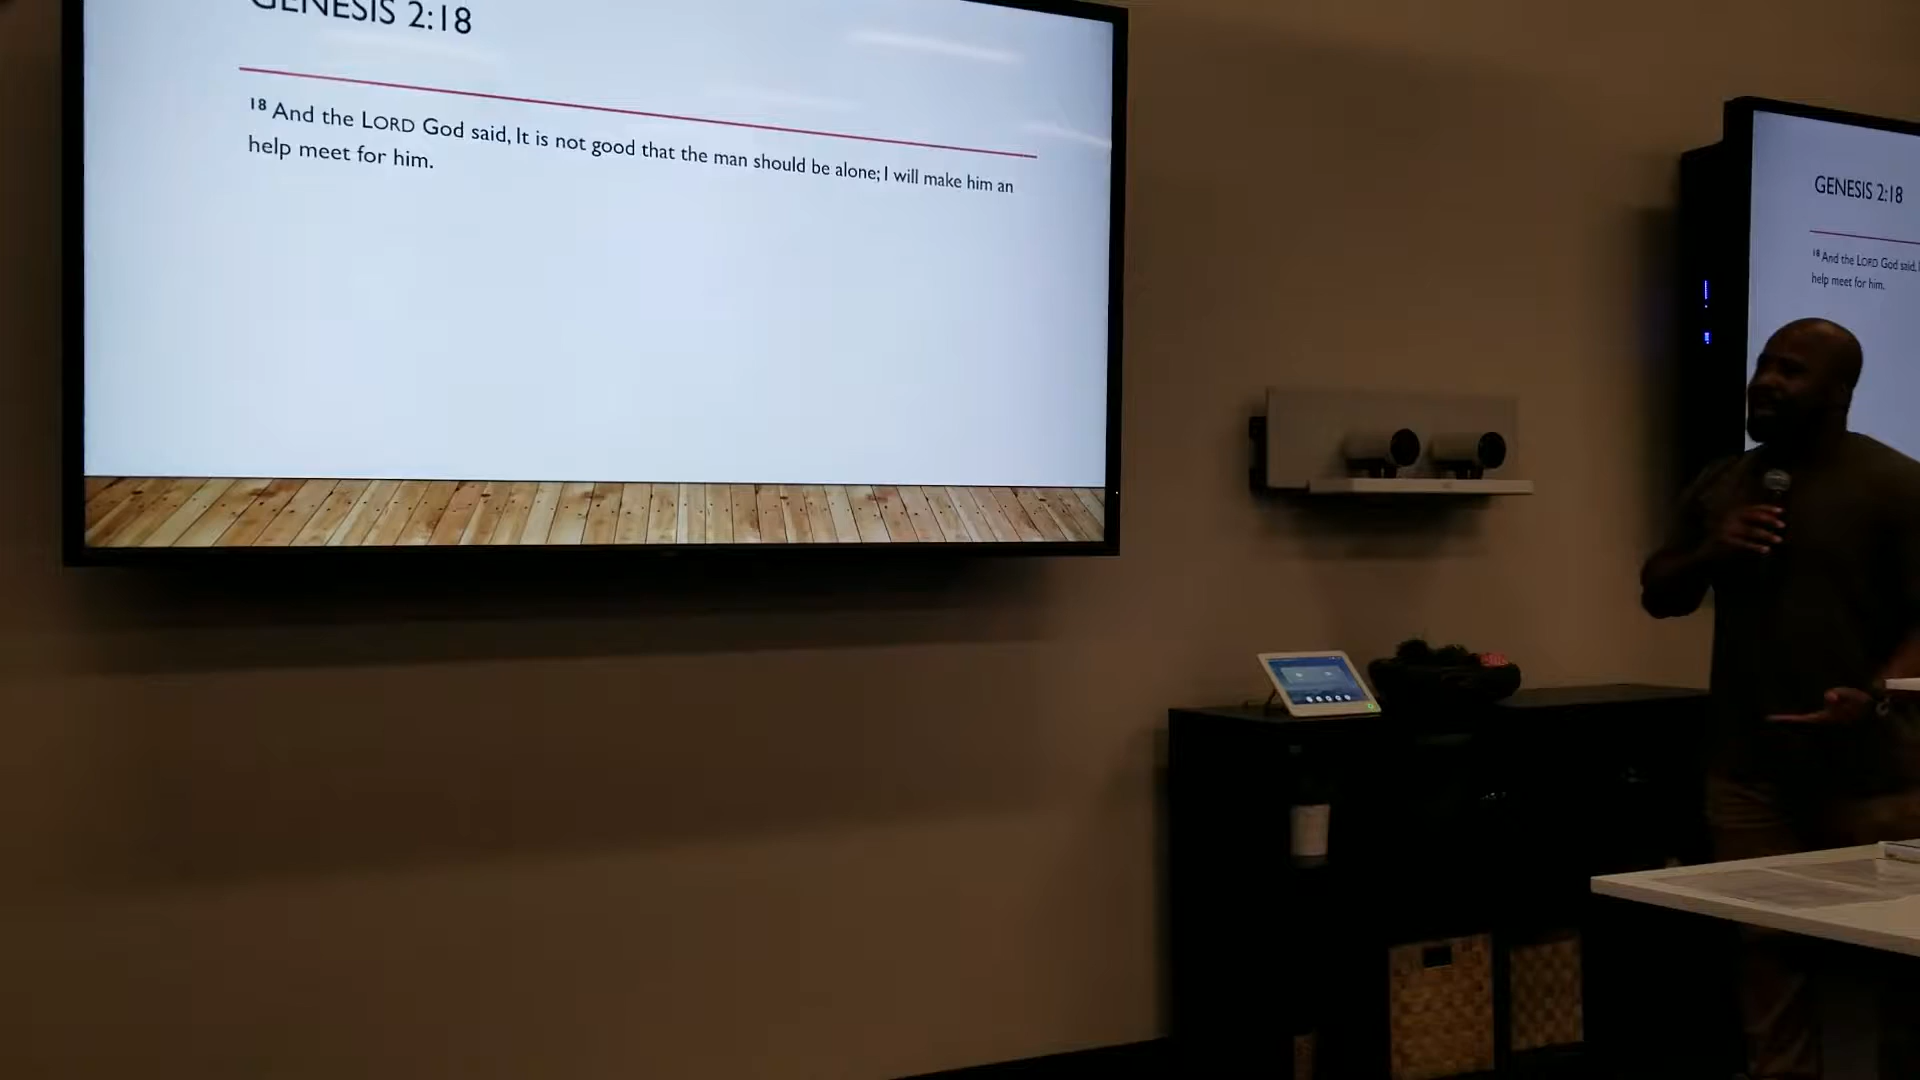 GENESIS 2:18
18 And the LORD God said, It is not good that the man should be alone; I will make him an
help meet for him.
GENESIS 2:18
18 And the LORD God said,
help meet for him.